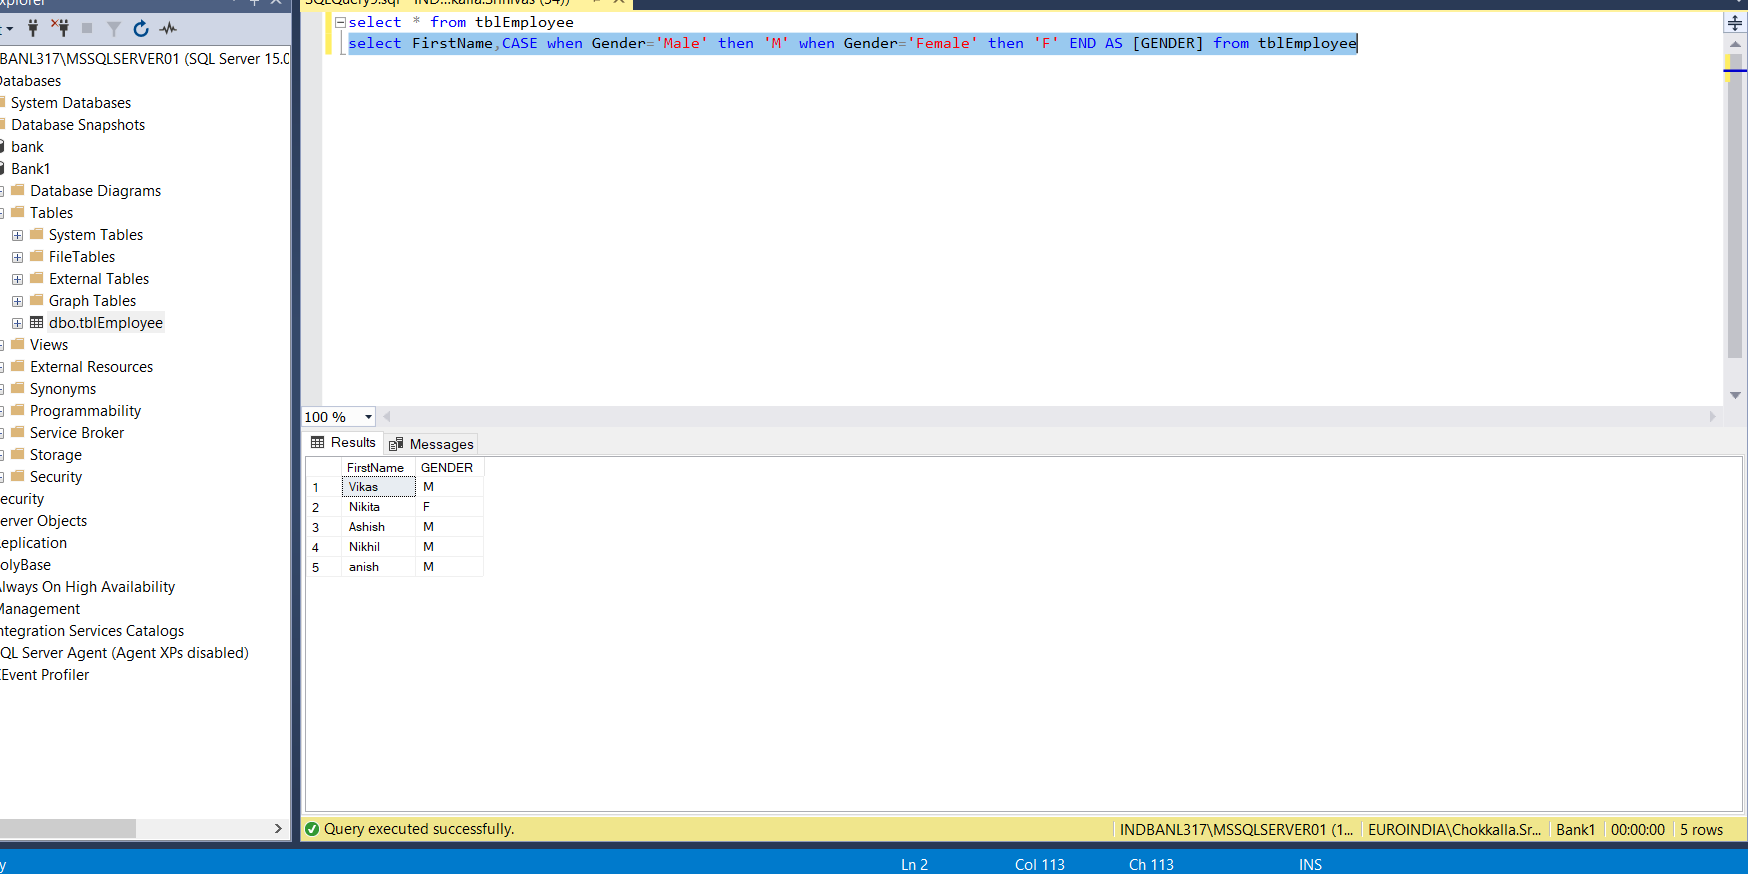 xplorer
SQLQuery9.sql - IND...kalla.Srinivas (54))
select * from tblEmployee
select FirstName,CASE when Gender='Male' then 'M' when Gender='Female' then 'F' END AS [GENDER] from tblEmployee
BANL317\MSSQLSERVER01 (SQL Server 15.0
Databases
System Databases
Database Snapshots
bank
Bank1
Database Diagrams
Tables
System Tables
FileTables
External Tables
Graph Tables
dbo.tblEmployee
Views
External Resources
Synonyms
Programmability
Service Broker
Storage
Security
ecurity
erver Objects
eplication
olyBase
lways On High Availability
Management
ntegration Services Catalogs
QL Server Agent (Agent XPs disabled)
Event Profiler
100 %
Results Messages
FirstName GENDER
1 Vikas M
2 Nikita F
3 Ashish M
4 Nikhil M
5 anish M
Query executed successfully. INDBANL317\MSSQLSERVER01 (1... EUROINDIA\Chokkalla.Sr... Bank1 00:00:00 5 rows
y Ln 2 Col 113 Ch 113 INS